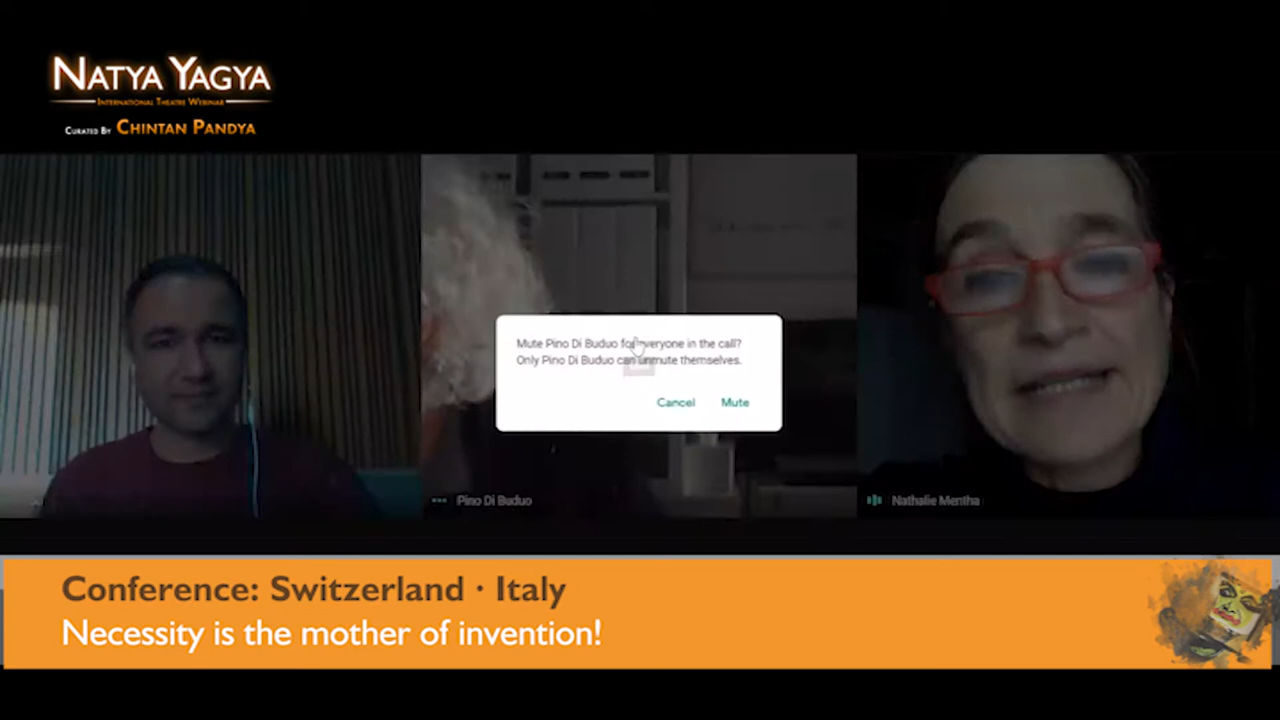 NATYA YAGYA
INTERNATIONAL THEATRE WEBINAR
CURATED BY CHINTAN PANDYA
Mute Pino Di Buduo for everyone in the call?
Only Pino Di Buduo can unmute themselves.
Cancel Mute
Pino Di Buduo
Nathalie Mentha
Conference: Switzerland · Italy
Necessity is the mother of invention!